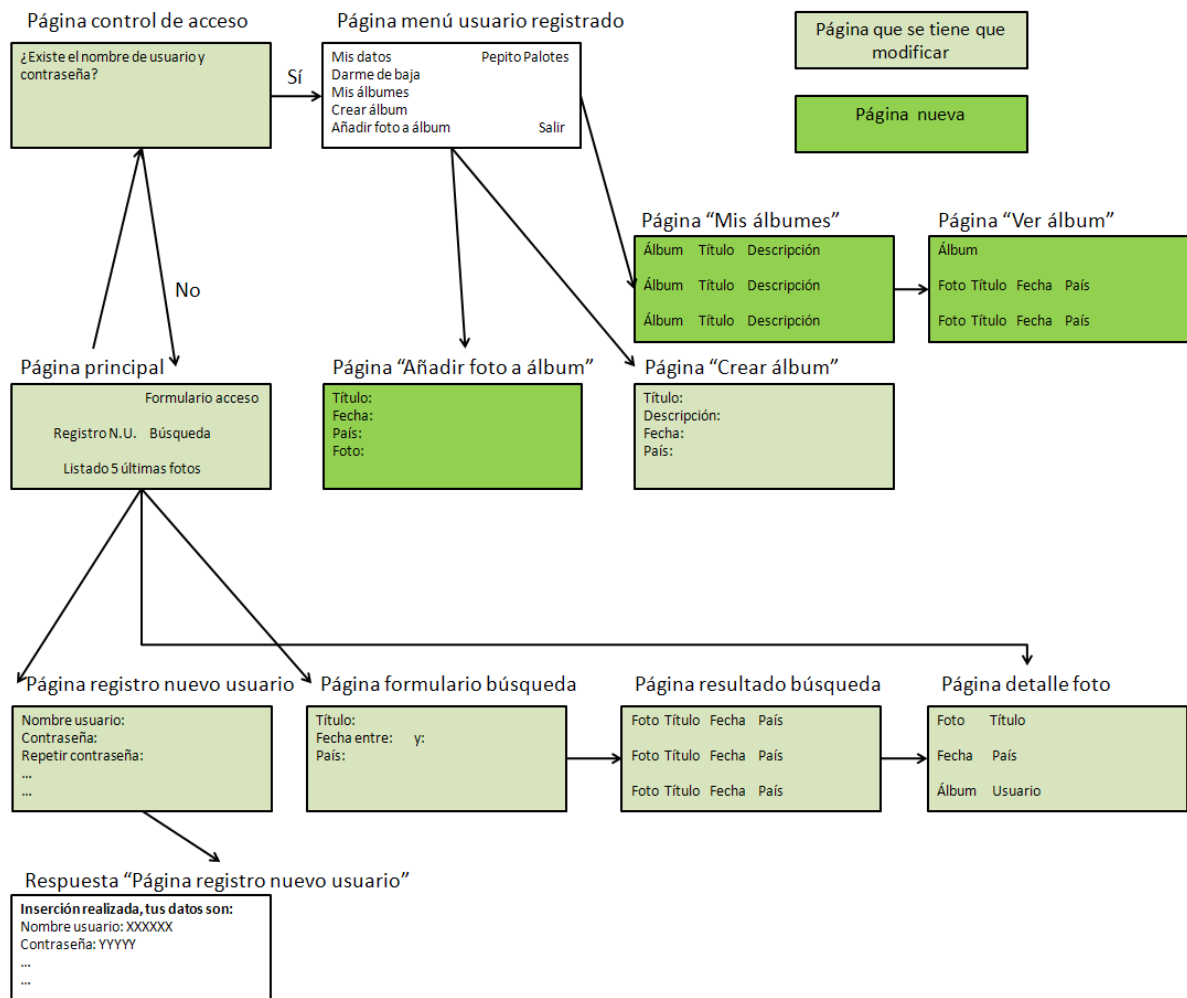 Página control de acceso
¿Existe el nombre de usuario y
contraseña?
Sí
Página menú usuario registrado
Mis datos Pepito Palotes
Darme de baja
Mis álbumes
Crear álbum
Añadir foto a álbum Salir
Página que se tiene que
modificar
Página nueva
No
Página "Mis álbumes"
Álbum Título Descripción
Álbum Título Descripción
Álbum Título Descripción
Página "Ver álbum"
Álbum
Foto Título Fecha País
Foto Título Fecha País
Página principal
Formulario acceso
Registro N.U. Búsqueda
Listado 5 últimas fotos
Página "Añadir foto a álbum"
Título:
Fecha:
País:
Foto:
Página "Crear álbum"
Título:
Descripción:
Fecha:
País:
Página registro nuevo usuario
Nombre usuario:
Contraseña:
Repetir contraseña:
...
...
Página formulario búsqueda
Título:
Fecha entre: y:
País:
Página resultado búsqueda
Foto Título Fecha País
Foto Título Fecha País
Foto Título Fecha País
Página detalle foto
Foto Título
Fecha País
Álbum Usuario
Respuesta "Página registro nuevo usuario"
Inserción realizada, tus datos son:
Nombre usuario: XXXXXX
Contraseña: YYYYY
...
...